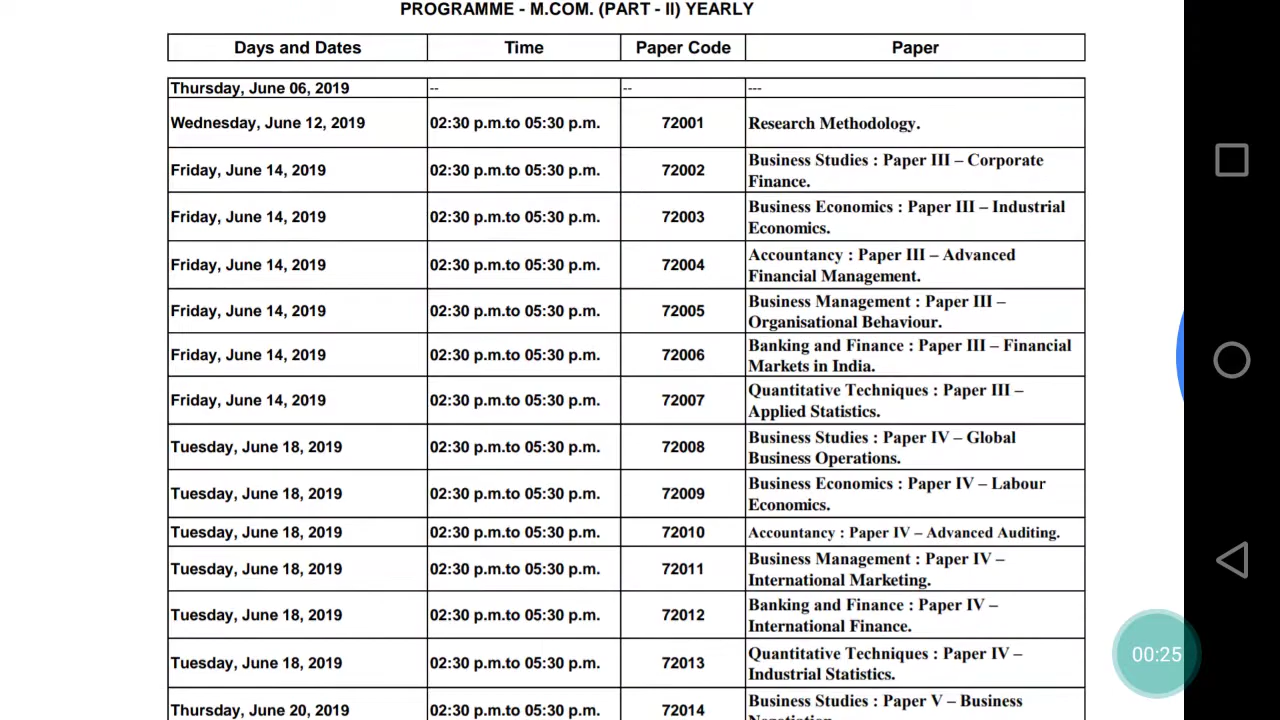 PROGRAMME - M.COM. (PART - II) YEARLY
Days and Dates Time Paper Code Paper
Thursday, June 06, 2019 -- -- ---
Wednesday, June 12, 2019 02:30 p.m.to 05:30 p.m. 72001 Research Methodology.
Friday, June 14, 2019 02:30 p.m.to 05:30 p.m. 72002 Business Studies : Paper III – Corporate
Finance.
Friday, June 14, 2019 02:30 p.m.to 05:30 p.m. 72003 Business Economics : Paper III – Industrial
Economics.
Friday, June 14, 2019 02:30 p.m.to 05:30 p.m. 72004 Accountancy : Paper III – Advanced
Financial Management.
Friday, June 14, 2019 02:30 p.m.to 05:30 p.m. 72005 Business Management : Paper III –
Organisational Behaviour.
Friday, June 14, 2019 02:30 p.m.to 05:30 p.m. 72006 Banking and Finance : Paper III – Financial
Markets in India.
Friday, June 14, 2019 02:30 p.m.to 05:30 p.m. 72007 Quantitative Techniques : Paper III –
Applied Statistics.
Tuesday, June 18, 2019 02:30 p.m.to 05:30 p.m. 72008 Business Studies : Paper IV – Global
Business Operations.
Tuesday, June 18, 2019 02:30 p.m.to 05:30 p.m. 72009 Business Economics : Paper IV – Labour
Economics.
Tuesday, June 18, 2019 02:30 p.m.to 05:30 p.m. 72010 Accountancy : Paper IV – Advanced Auditing.
Tuesday, June 18, 2019 02:30 p.m.to 05:30 p.m. 72011 Business Management : Paper IV –
International Marketing.
Tuesday, June 18, 2019 02:30 p.m.to 05:30 p.m. 72012 Banking and Finance : Paper IV –
International Finance.
Tuesday, June 18, 2019 02:30 p.m.to 05:30 p.m. 72013 Quantitative Techniques : Paper IV –
Industrial Statistics.
Thursday, June 20, 2019 02:30 p.m.to 05:30 p.m. 72014 Business Studies : Paper V – Business
00:25